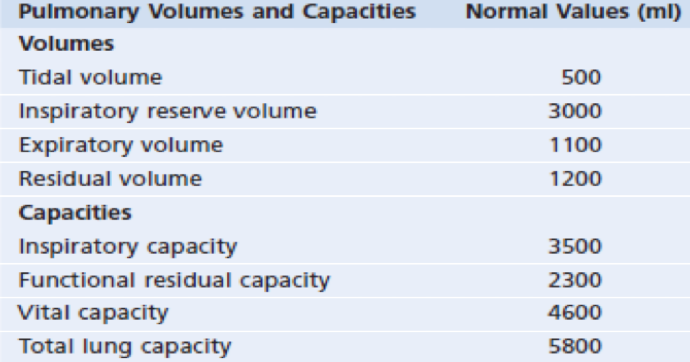 Pulmonary Volumes and Capacities Normal Values (ml)
Volumes
Tidal volume 500
Inspiratory reserve volume 3000
Expiratory volume 1100
Residual volume 1200
Capacities
Inspiratory capacity 3500
Functional residual capacity 2300
Vital capacity 4600
Total lung capacity 5800